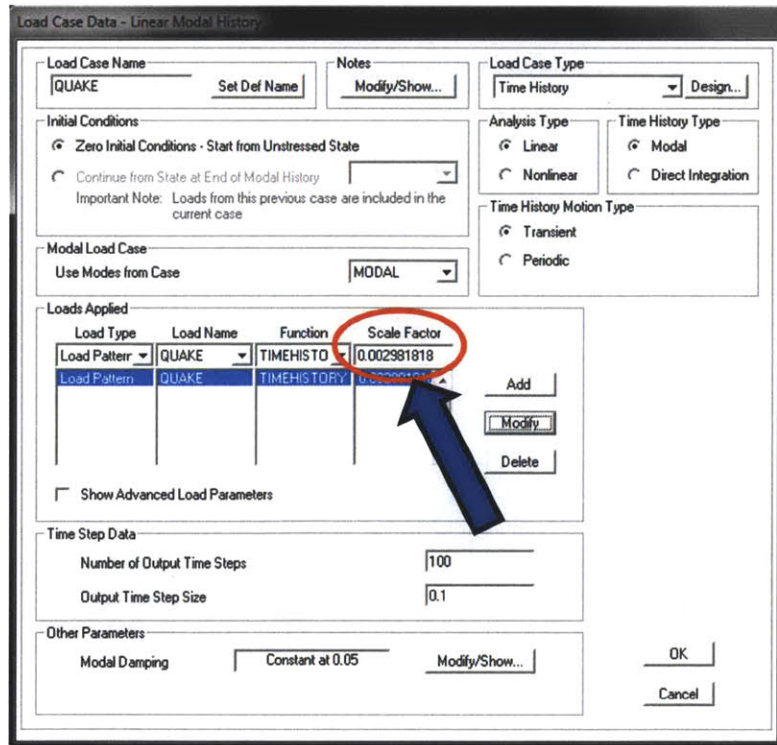 Load Case Data - Linear Modal History
Load Case Name
QUAKE
Set Def Name
Notes
Modify/Show...
Load Case Type
Time History
Design...
Initial Conditions
Zero Initial Conditions - Start from Unstressed State
Continue from State at End of Modal History
Important Note: Loads from this previous case are included in the
current case
Analysis Type
Linear
Nonlinear
Time History Type
Modal
Direct Integration
Time History Motion Type
Transient
Periodic
Modal Load Case
Use Modes from Case
MODAL
Loads Applied
Load Type Load Name Function Scale Factor
Load Pattern QUAKE TIMEHISTO 0.002981818
Load Pattern QUAKE TIMEHISTORY
Add
Modify
Delete
Show Advanced Load Parameters
Time Step Data
Number of Output Time Steps 100
Output Time Step Size 0.1
Other Parameters
Modal Damping Constant at 0.05 Modify/Show...
OK
Cancel